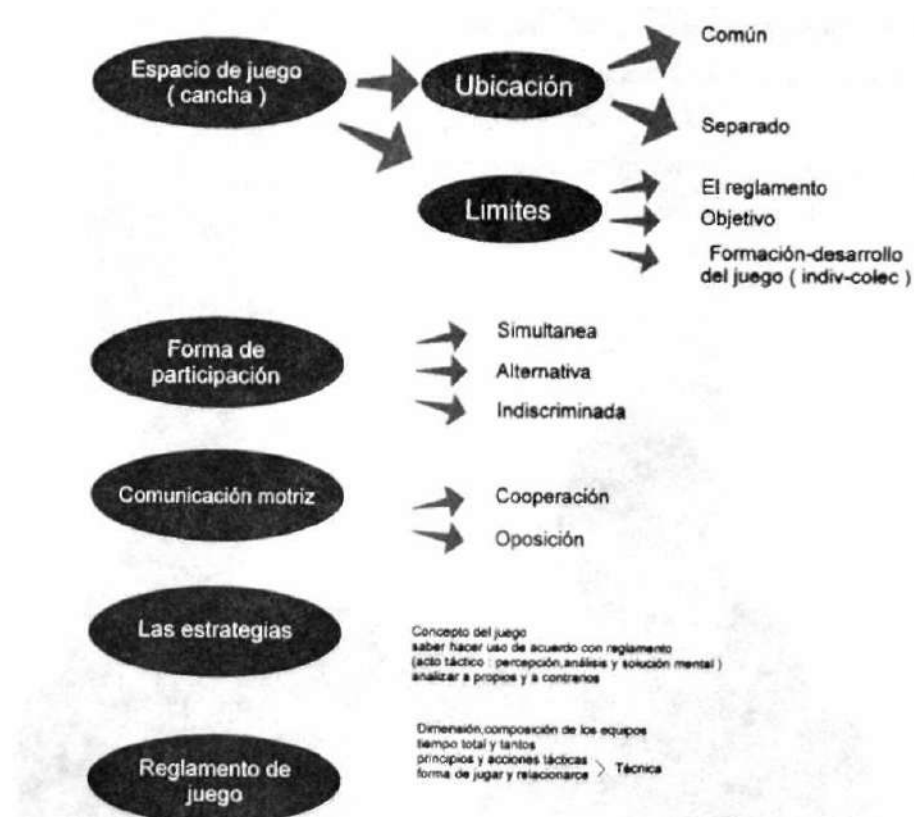 Espacio de juego
( cancha )
Ubicación
Común
Separado
Limites
El reglamento
Objetivo
Formación-desarrollo
del juego ( indiv-colec )
Forma de
participación
Simultanea
Alternativa
Indiscriminada
Comunicación motriz
Cooperación
Oposición
Las estrategias
Concepto del juego
saber hacer uso de acuerdo con reglamento
(acto táctico : percepción,análisis y solución mental )
analizar a propios y a contrarios
Reglamento de
juego
Dimensión,composición de los equipos
tiempo total y tantos
principios y acciones tácticas
forma de jugar y relacionarce
Técnica